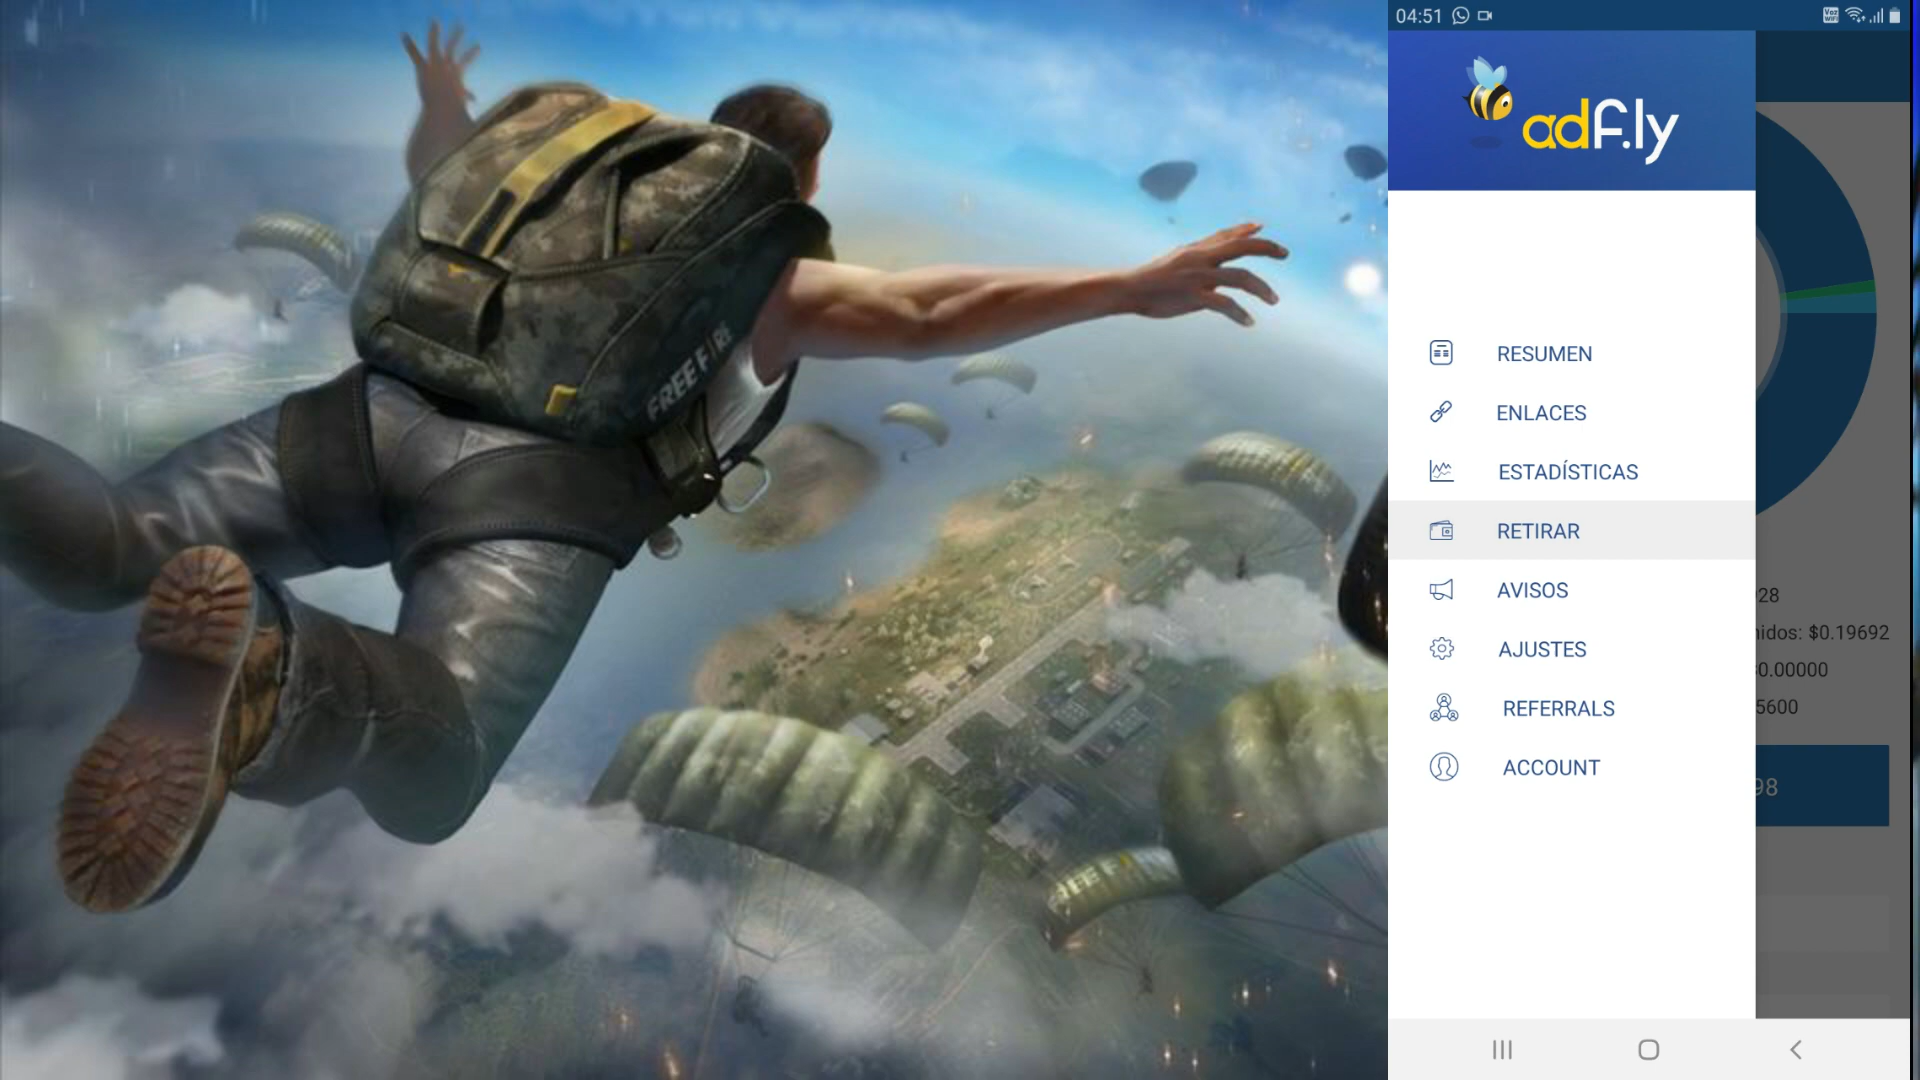 FREE FIRE
04:51
adf.ly
RESUMEN
ENLACES
ESTADÍSTICAS
RETIRAR
AVISOS
AJUSTES
REFERRALS
ACCOUNT
28
idos: $0.19692
0.00000
5600
98